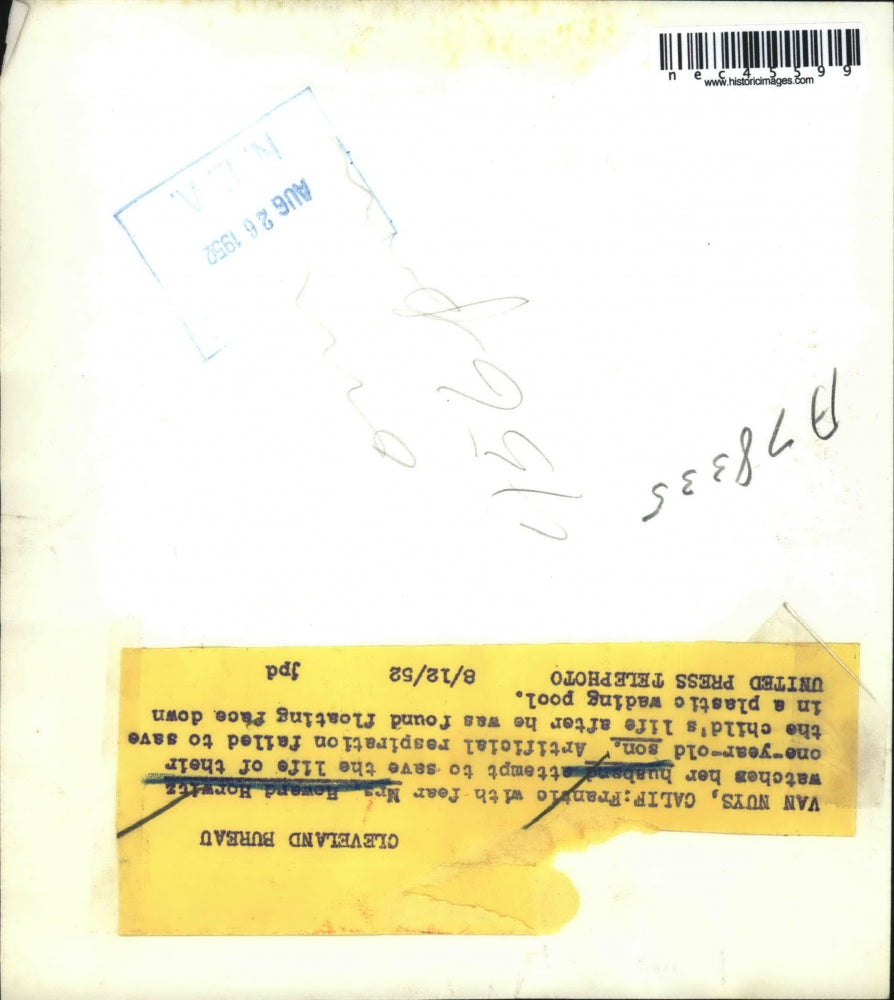 nec45599
www.historicimages.com
N.E.A.
AUG 26 1952
A78335
CLEVELAND BUREAU
VAN NUYS, CALIF:Frantic with fear Mrs Howard Horwitz
watches her husband attempt to save the life of their
one-year-old son. Artificial respiration failed to save
the child's life after he was found floating face down
in a plastic wading pool.
UNITED PRESS TELEPHOTO 8/12/52 jpd